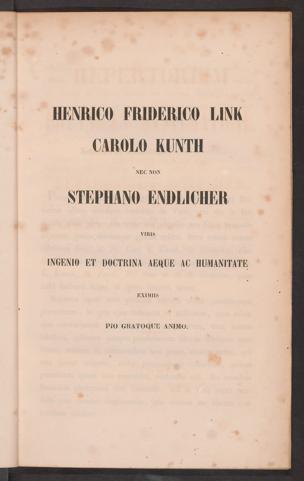 HENRICO FRIDERICO LINK
CAROLO KUNTH
NEC NON
STEPHANO ENDLICHER
VIRIS
INGENIO ET DOCTRINA AEQUE AC HUMANITATE
EXIMIIS
PIO GRATOQUE ANIMO.